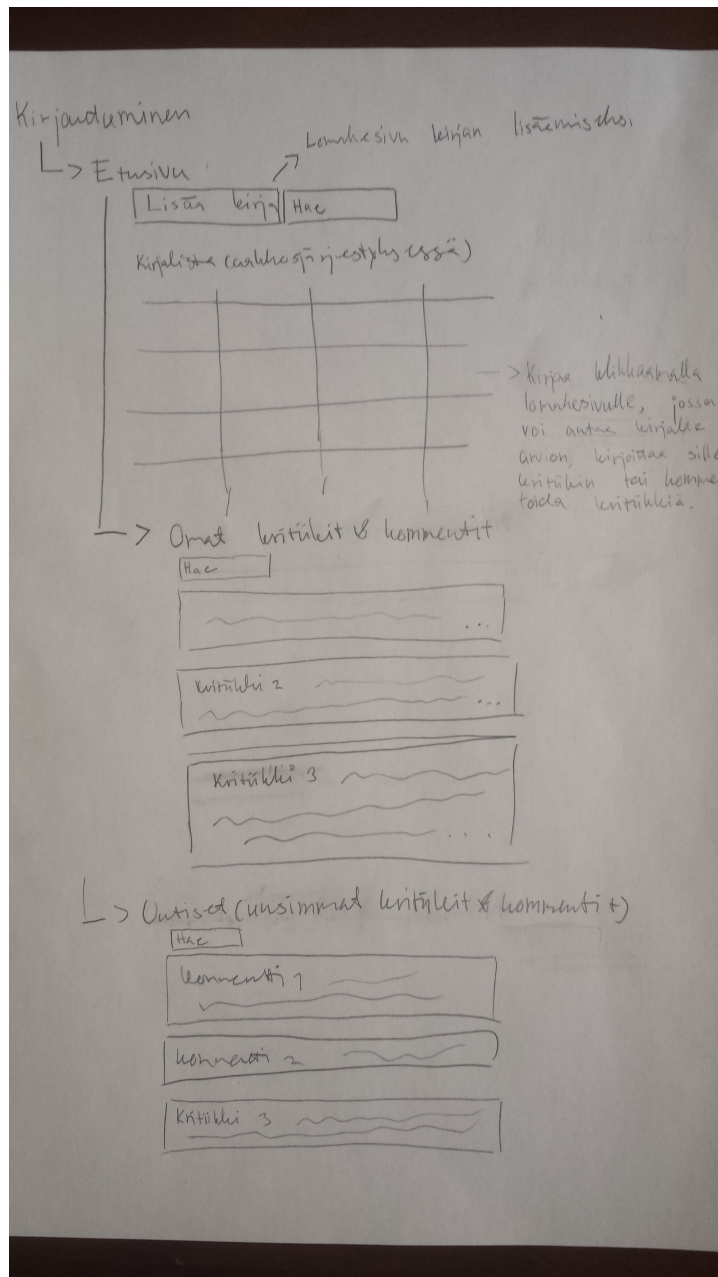 Kirjautuminen
Lomakesivu kirjan lisäämiseksi
Etusivu
Lisää kirja
Hae
Kirjalista (aakkosjärjestyksessä)
Kirjaa klikkaamalla
lomakesivulle, jossa
voi antaa kirjalle
arvion, kirjoittaa sille
kritiikin tai kommen
toida kritiikkiä.
Omat kritiikit & kommentit
Hae
...
Kritiikki 2
...
Kritiikki 3
...
Uutiset (uusimmat kritiikit & kommentit)
Hae
kommentti 1
kommentti 2
Kritiikki 3